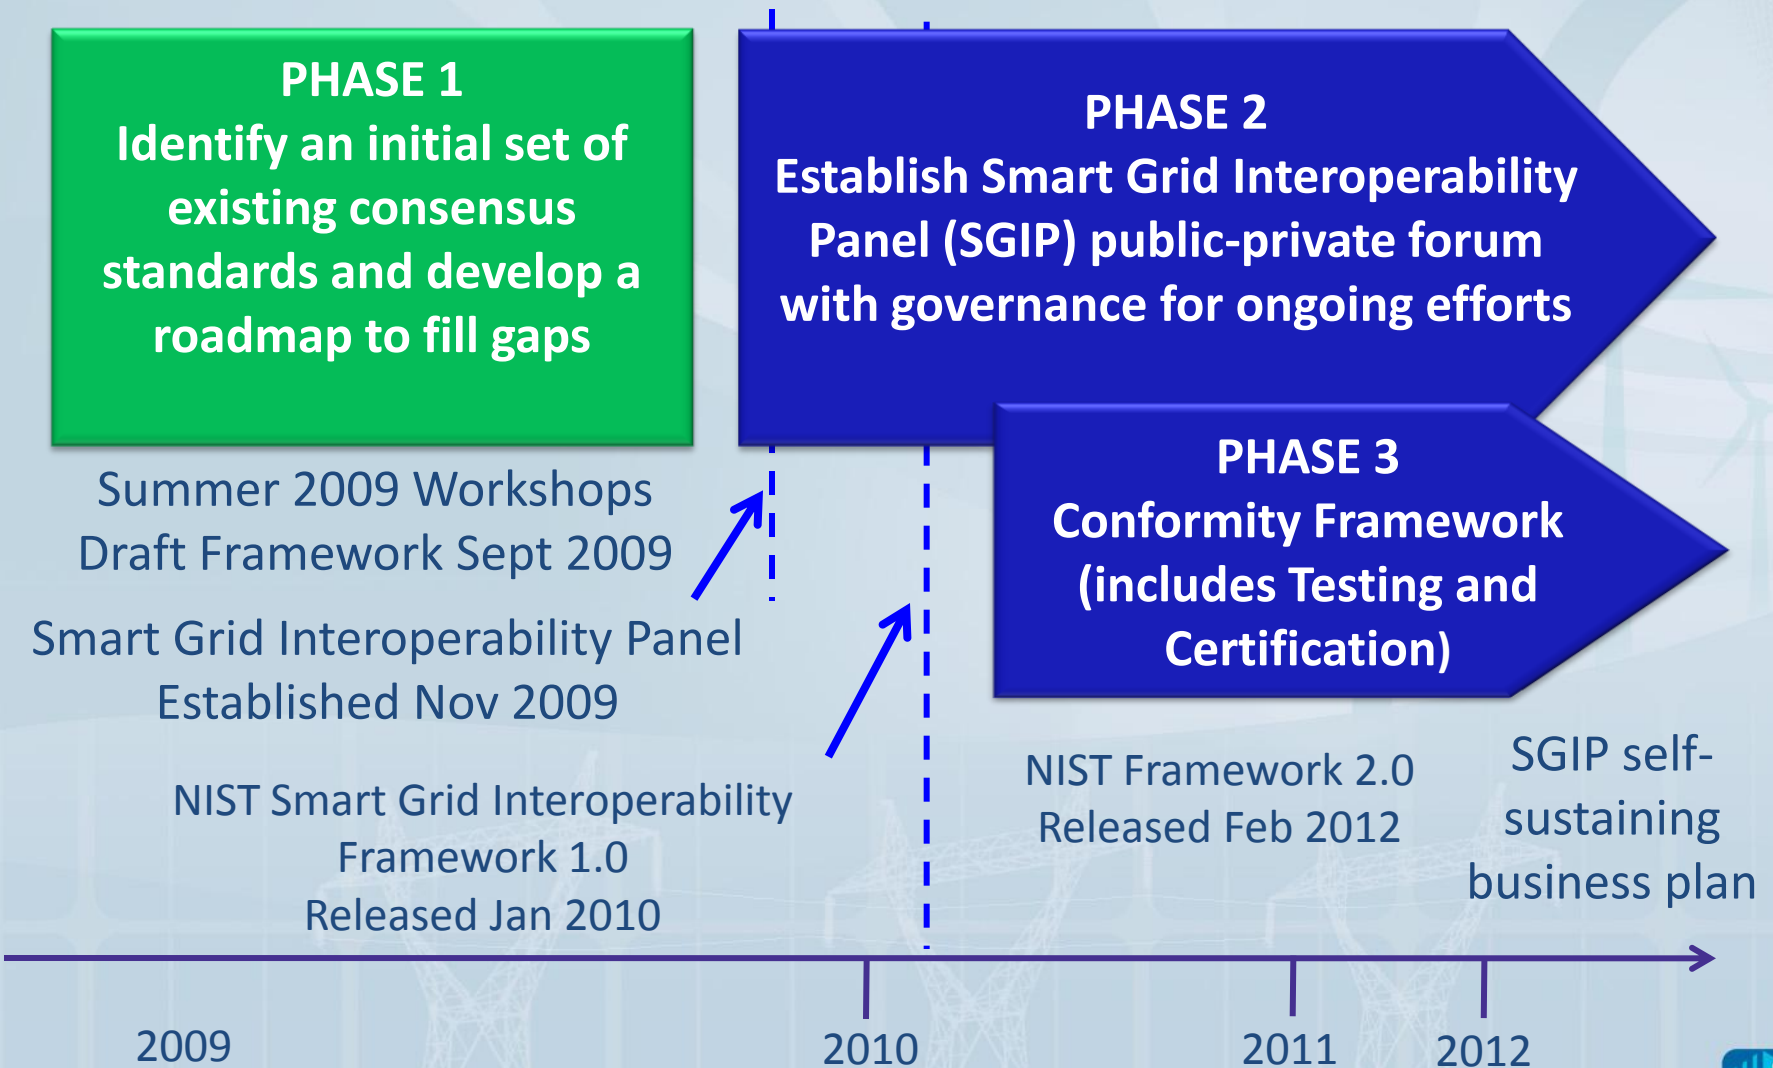 PHASE 1
Identify an initial set of
existing consensus
standards and develop a
roadmap to fill gaps
PHASE 2
Establish Smart Grid Interoperability
Panel (SGIP) public-private forum
with governance for ongoing efforts
PHASE 3
Conformity Framework
(includes Testing and
Certification)
Summer 2009 Workshops
Draft Framework Sept 2009
Smart Grid Interoperability Panel
Established Nov 2009
NIST Smart Grid Interoperability
Framework 1.0
Released Jan 2010
NIST Framework 2.0
Released Feb 2012
SGIP self-
sustaining
business plan
2009
2010
2011
2012